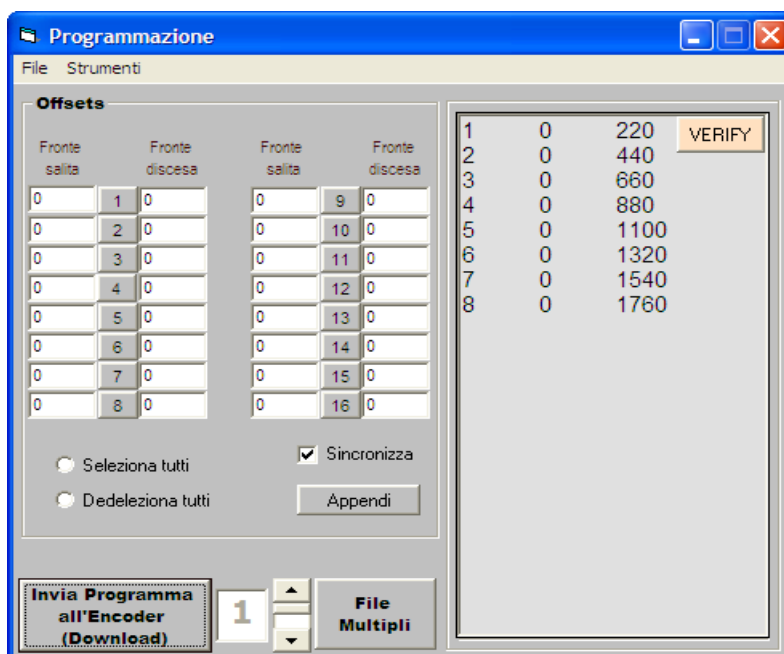 Programmazione
File Strumenti
Offsets
Fronte salita Fronte discesa Fronte salita Fronte discesa
0 1 0 0 9 0
0 2 0 0 10 0
0 3 0 0 11 0
0 4 0 0 12 0
0 5 0 0 13 0
0 6 0 0 14 0
0 7 0 0 15 0
0 8 0 0 16 0
Seleziona tutti
Dedeleziona tutti
Sincronizza
Appendi
Invia Programma
all'Encoder
(Download)
1
File
Multipli
VERIFY
1 0 220
2 0 440
3 0 660
4 0 880
5 0 1100
6 0 1320
7 0 1540
8 0 1760